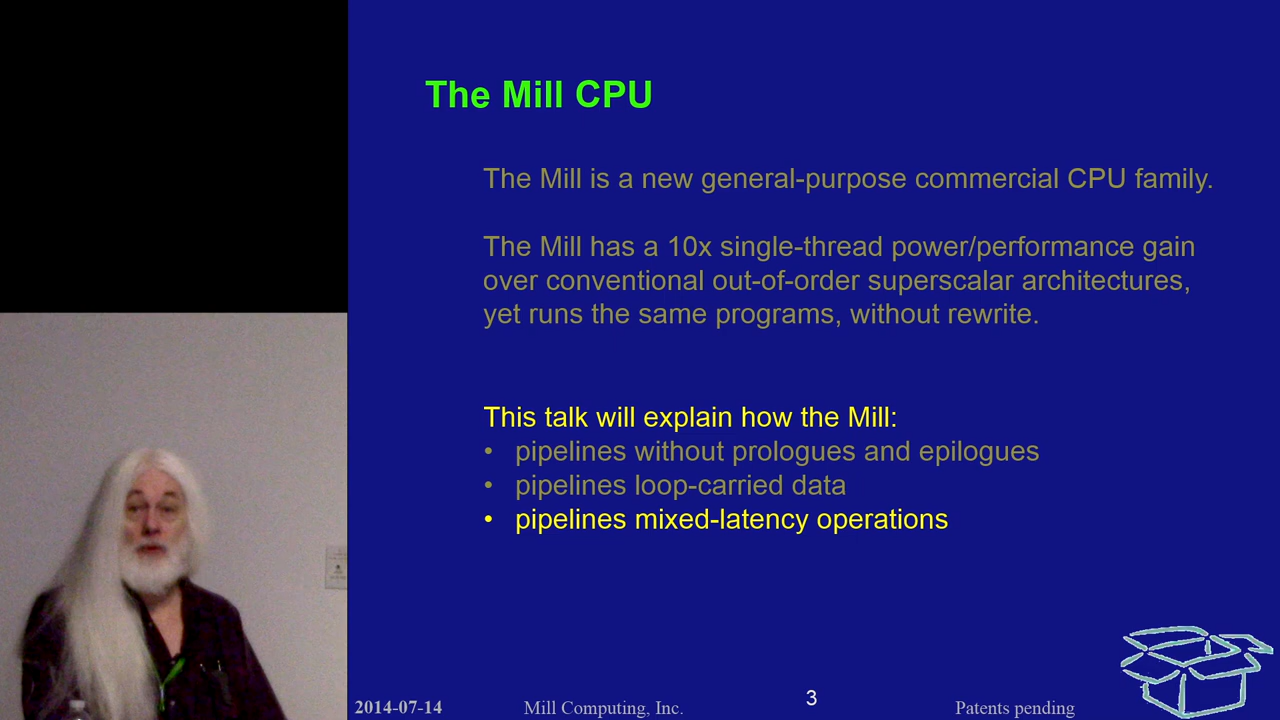 The Mill CPU
The Mill is a new general-purpose commercial CPU family.
The Mill has a 10x single-thread power/performance gain
over conventional out-of-order superscalar architectures,
yet runs the same programs, without rewrite.
This talk will explain how the Mill:
• pipelines without prologues and epilogues
• pipelines loop-carried data
• pipelines mixed-latency operations
2014-07-14 Mill Computing, Inc. 3 Patents pending